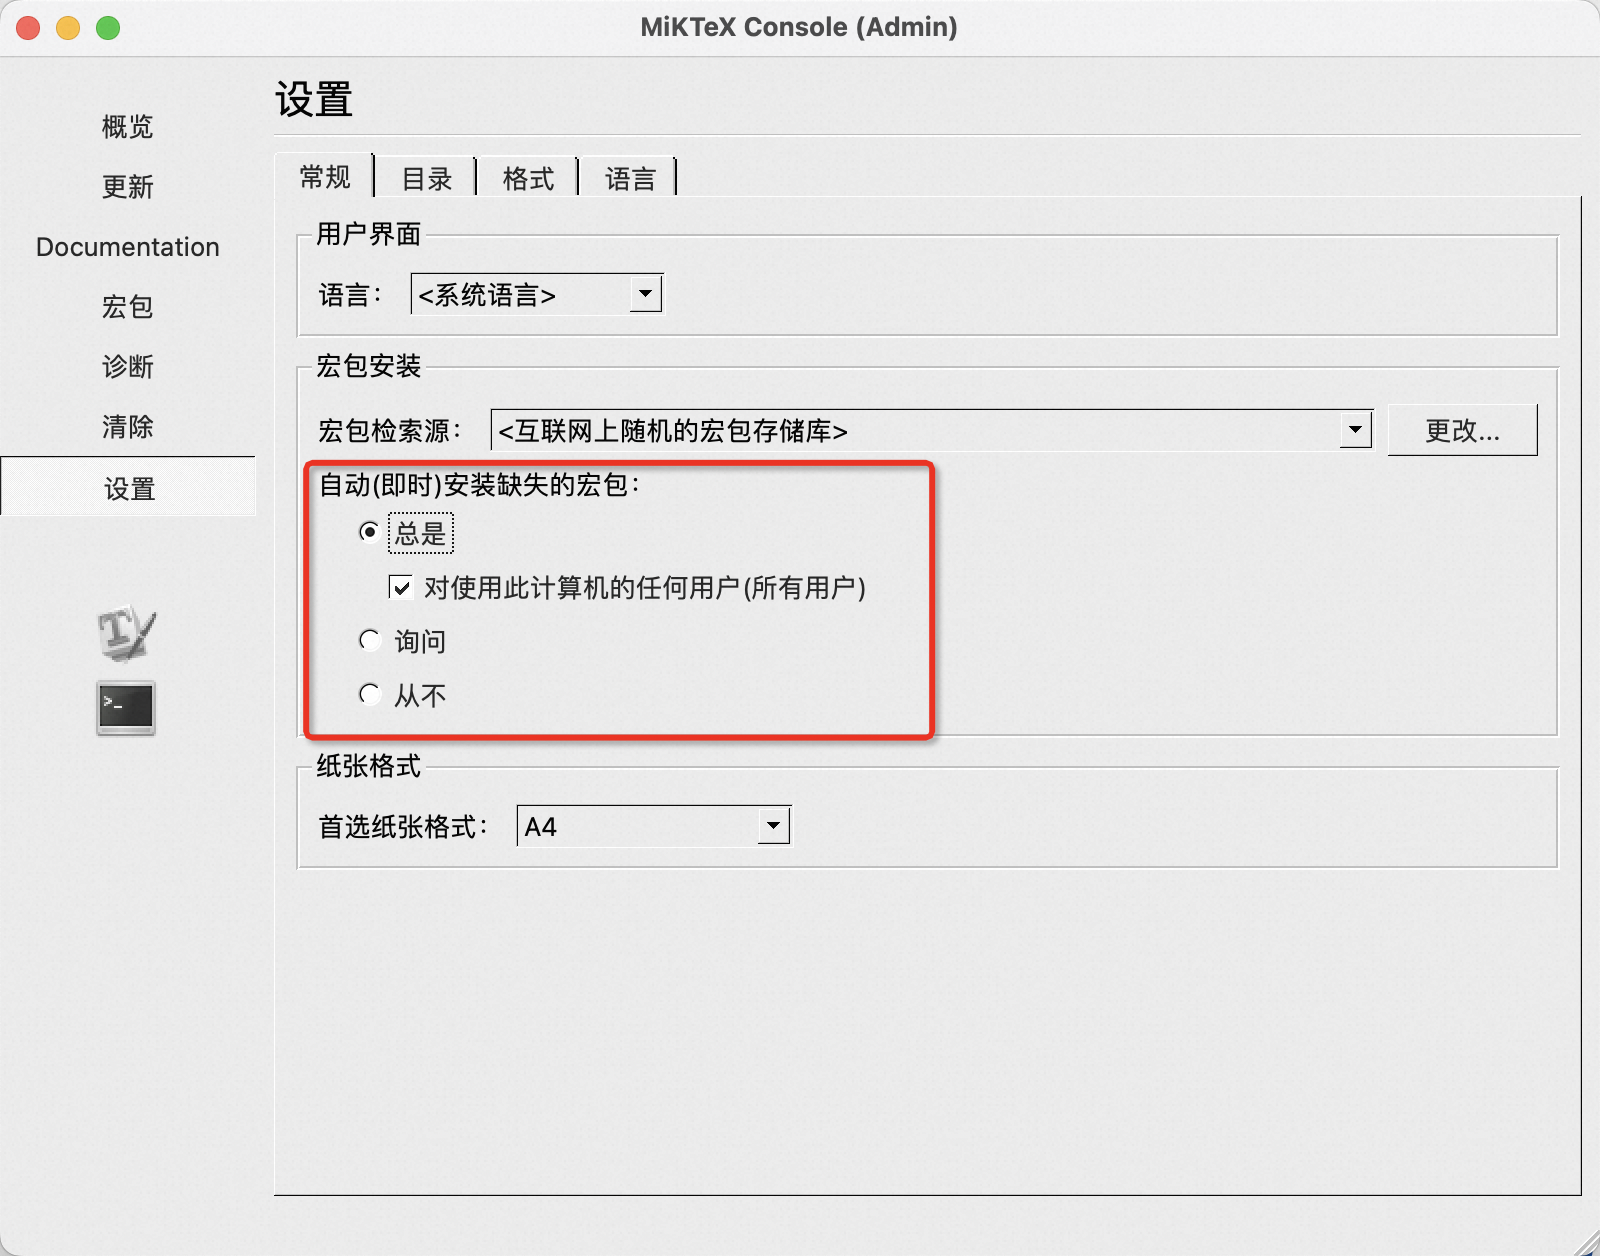 MiKTeX Console (Admin)
概览
更新
Documentation
宏包
诊断
清除
设置
>_
设置
常规 目录 格式 语言
用户界面
语言： <系统语言>
宏包安装
宏包检索源： <互联网上随机的宏包存储库> 更改...
自动(即时)安装缺失的宏包：
总是
对使用此计算机的任何用户(所有用户)
询问
从不
纸张格式
首选纸张格式： A4